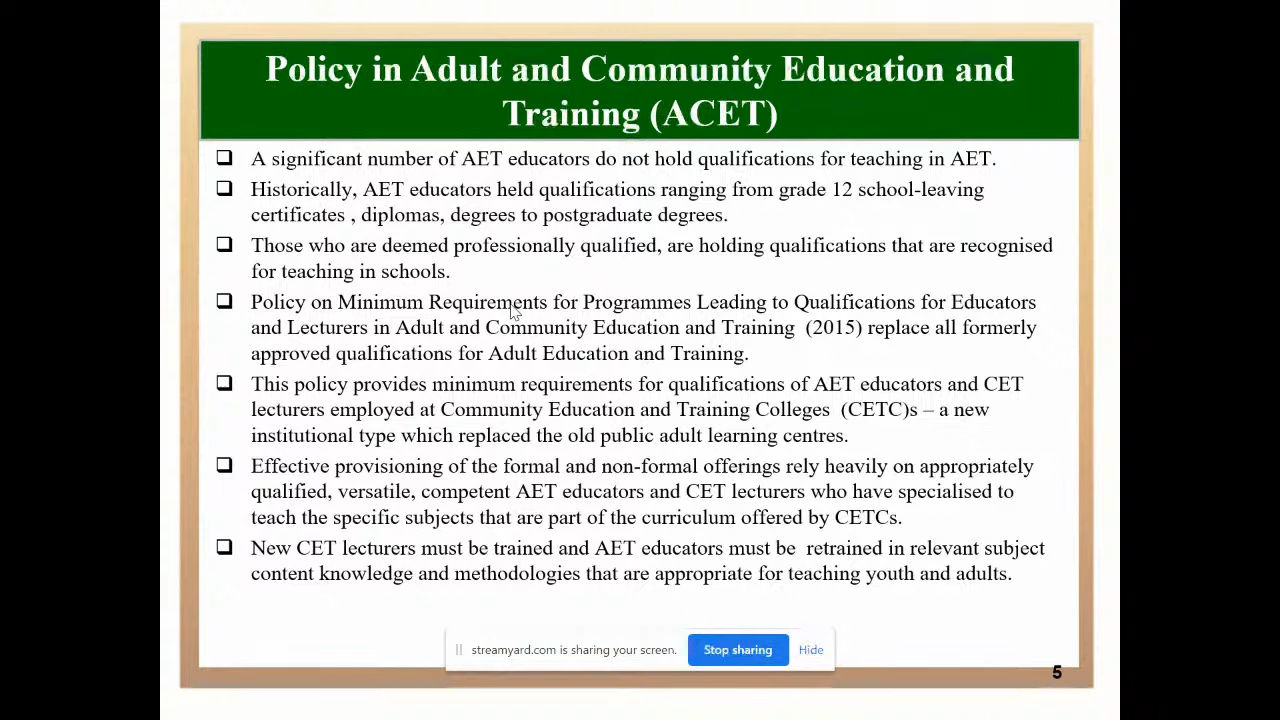 Policy in Adult and Community Education and
Training (ACET)
A significant number of AET educators do not hold qualifications for teaching in AET.
Historically, AET educators held qualifications ranging from grade 12 school-leaving
certificates , diplomas, degrees to postgraduate degrees.
Those who are deemed professionally qualified, are holding qualifications that are recognised
for teaching in schools.
Policy on Minimum Requirements for Programmes Leading to Qualifications for Educators
and Lecturers in Adult and Community Education and Training (2015) replace all formerly
approved qualifications for Adult Education and Training.
This policy provides minimum requirements for qualifications of AET educators and CET
lecturers employed at Community Education and Training Colleges (CETC)s – a new
institutional type which replaced the old public adult learning centres.
Effective provisioning of the formal and non-formal offerings rely heavily on appropriately
qualified, versatile, competent AET educators and CET lecturers who have specialised to
teach the specific subjects that are part of the curriculum offered by CETCs.
New CET lecturers must be trained and AET educators must be retrained in relevant subject
content knowledge and methodologies that are appropriate for teaching youth and adults.
streamyard.com is sharing your screen. Stop sharing Hide
5